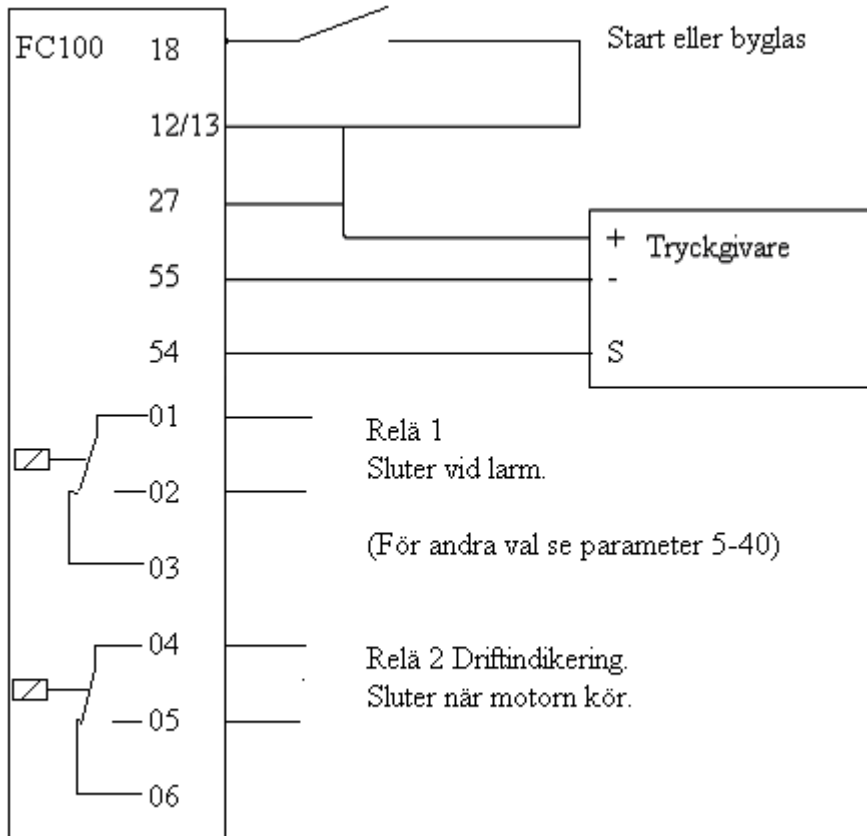 FC100
18
Start eller byglas
12/13
27
+ Tryckgivare
55
-
54
S
01
Relä 1
Sluter vid larm.
02
(För andra val se parameter 5-40)
03
04
Relä 2 Driftindikering.
Sluter när motorn kör.
05
06